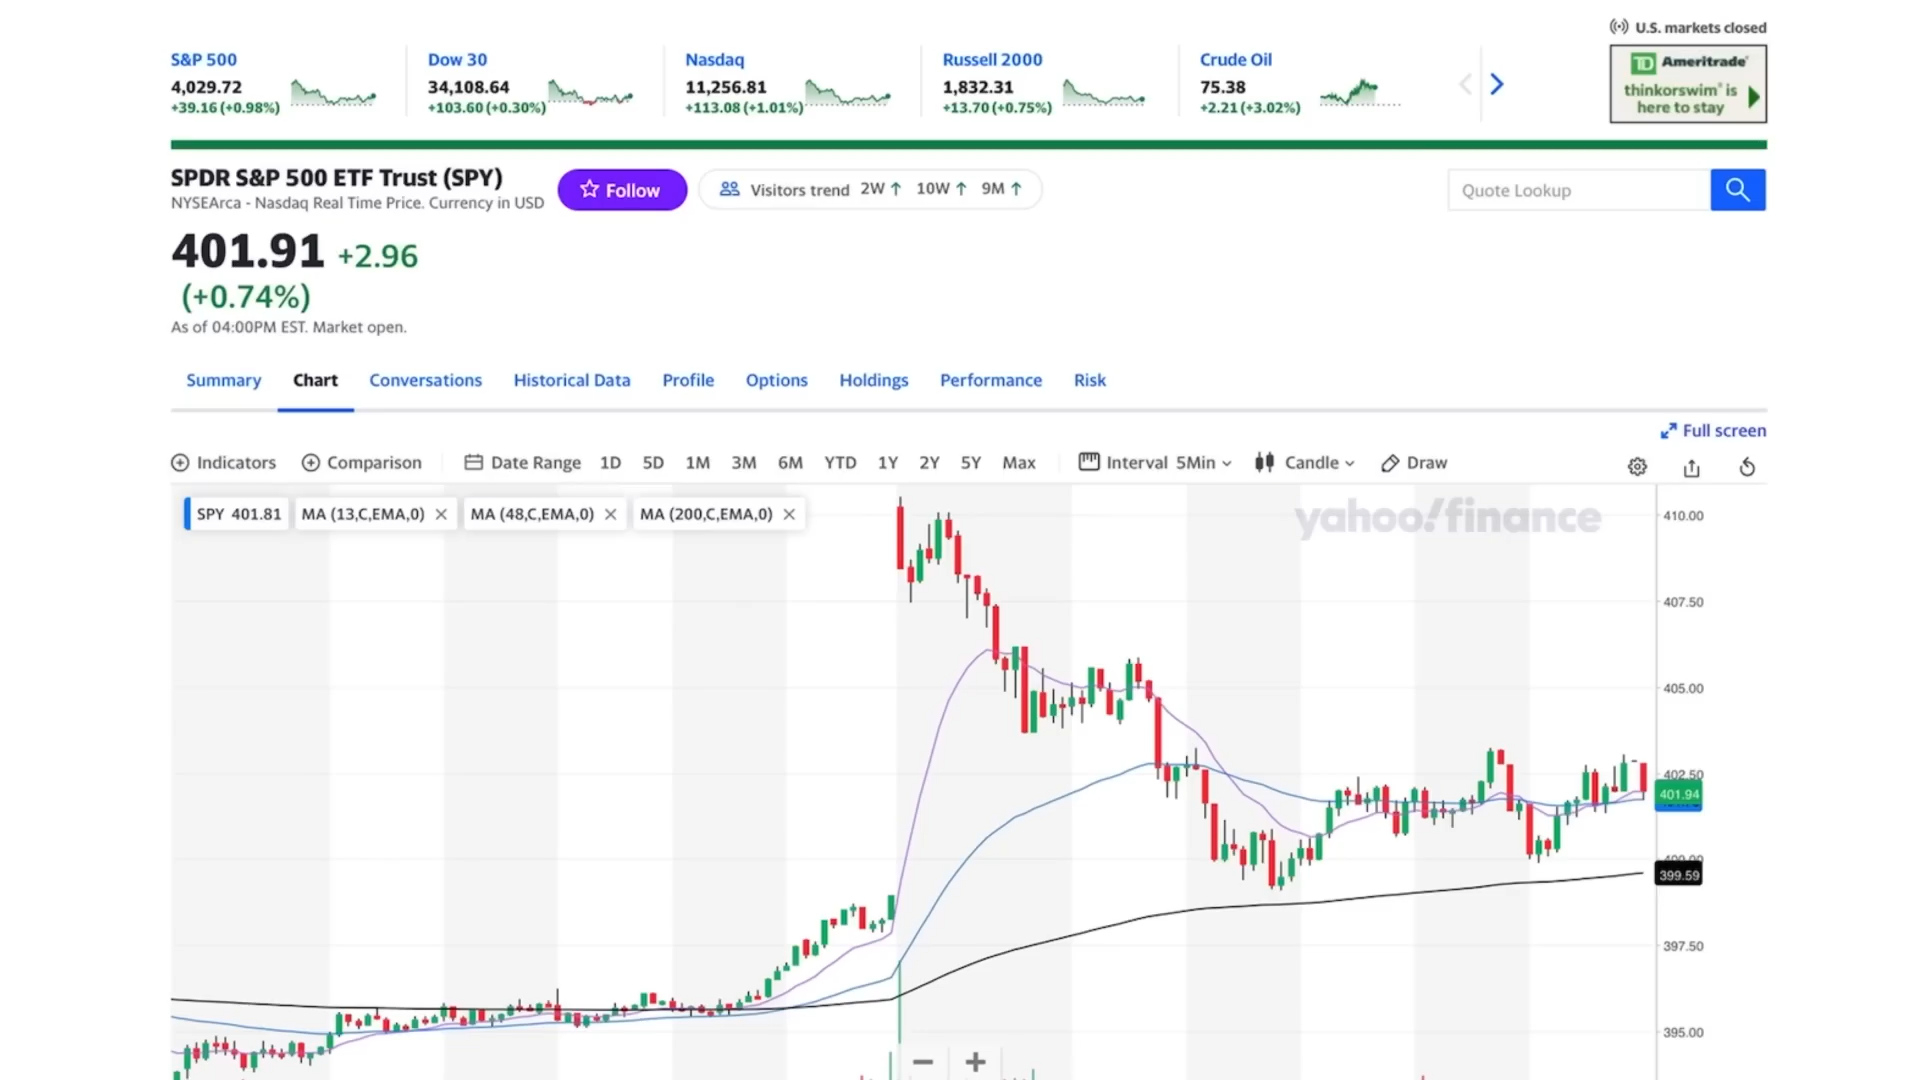 U.S. markets closed
S&P 500
4,029.72
+39.16 (+0.98%)
Dow 30
34,108.64
+103.60 (+0.30%)
Nasdaq
11,256.81
+113.08 (+1.01%)
Russell 2000
1,832.31
+13.70 (+0.75%)
Crude Oil
75.38
+2.21 (+3.02%)
TD Ameritrade
thinkorswim® is
here to stay
SPDR S&P 500 ETF Trust (SPY)
NYSEArca - Nasdaq Real Time Price. Currency in USD
Follow
Visitors trend 2W ↑ 10W ↑ 9M ↑
Quote Lookup
401.91 +2.96
(+0.74%)
As of 04:00PM EST. Market open.
Summary Chart Conversations Historical Data Profile Options Holdings Performance Risk
Full screen
Indicators Comparison Date Range 1D 5D 1M 3M 6M YTD 1Y 2Y 5Y Max Interval 5Min Candle Draw
SPY 401.81 MA (13,C,EMA,0) MA (48,C,EMA,0) MA (200,C,EMA,0)
yahoo!finance
410.00
407.50
405.00
402.50
401.94
400.00
399.59
397.50
395.00